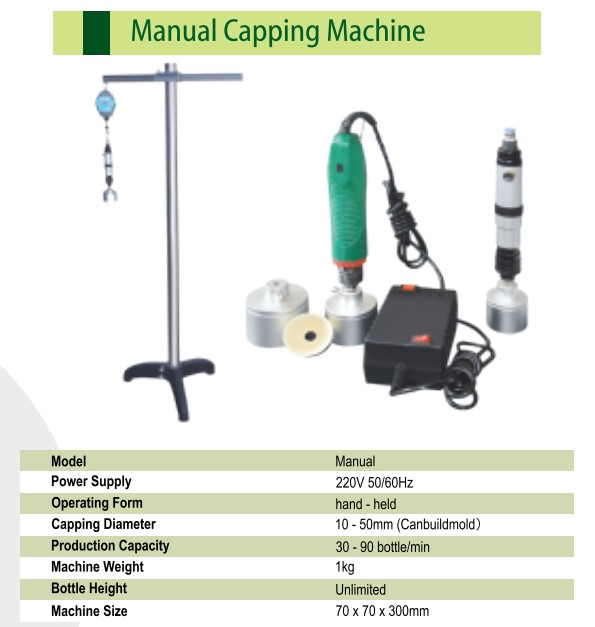 Manual Capping Machine
Model Manual
Power Supply 220V 50/60Hz
Operating Form hand - held
Capping Diameter 10 - 50mm (Canbuildmold）
Production Capacity 30 - 90 bottle/min
Machine Weight 1kg
Bottle Height Unlimited
Machine Size 70 x 70 x 300mm